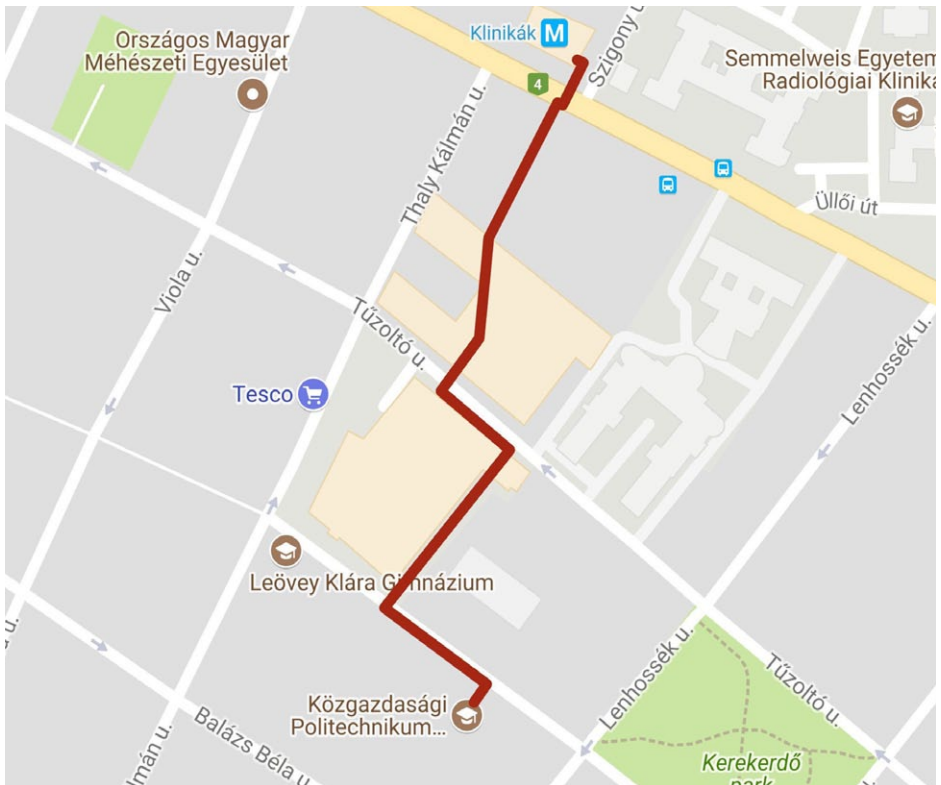 Klinikák M
Szigony u.
Országos Magyar
Méhészeti Egyesület
Semmelweis Egyetem
Radiológiai Klinika
4
Thaly Kálmán u.
Üllői út
Viola u.
Tűzoltó u.
Lenhossék u.
Tesco
Leövey Klára Gimnázium
Lenhossék u.
Tűzoltó u.
Közgazdasági
Politechnikum...
Balázs Béla u.
Kerekerdő
park